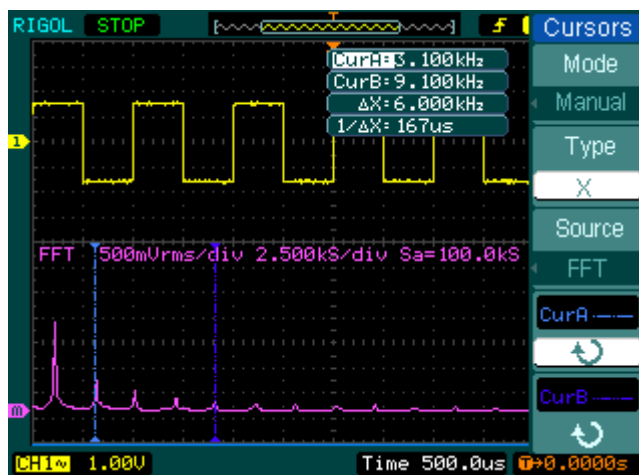 RIGOL STOP
Cursors
CurA= 3.100kHz
CurB= 9.100kHz
ΔX= 6.000kHz
1/ΔX= 167us
Mode
Manual
Type
X
Source
FFT
CurA
CurB
1
FFT 500mVrms/div 2.500kS/div Sa=100.0kS
M
CH1~ 1.00V Time 500.0us T→0.0000s